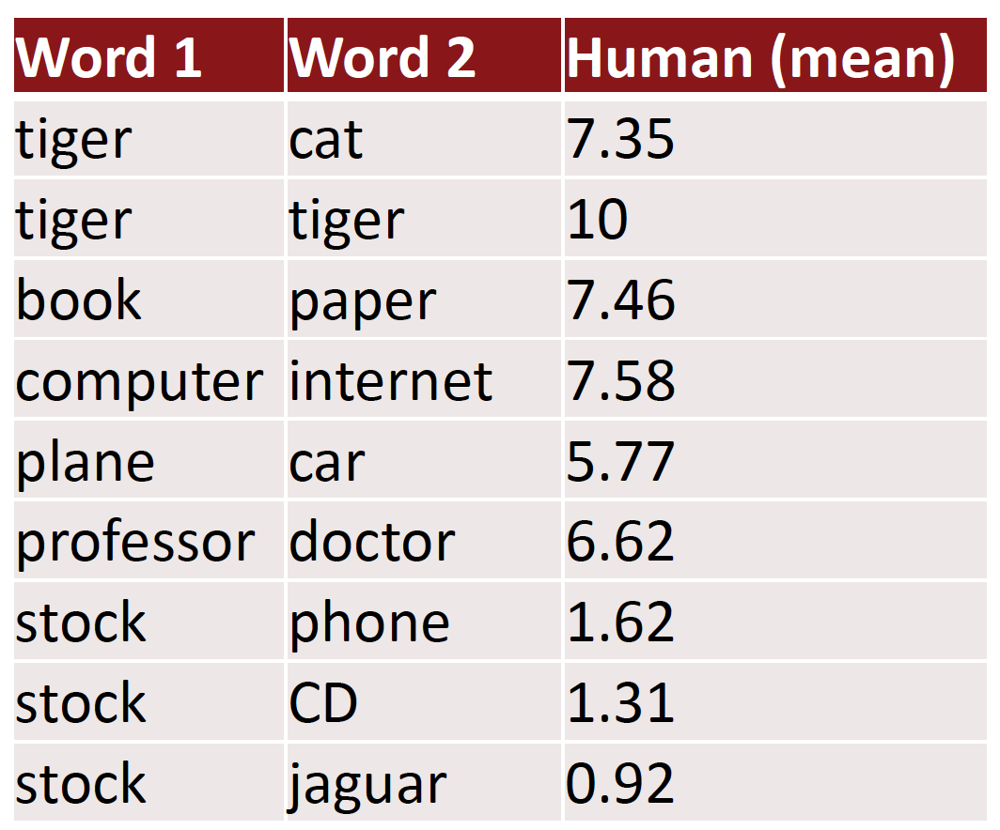 Word 1 Word 2 Human (mean)
tiger cat 7.35
tiger tiger 10
book paper 7.46
computer internet 7.58
plane car 5.77
professor doctor 6.62
stock phone 1.62
stock CD 1.31
stock jaguar 0.92